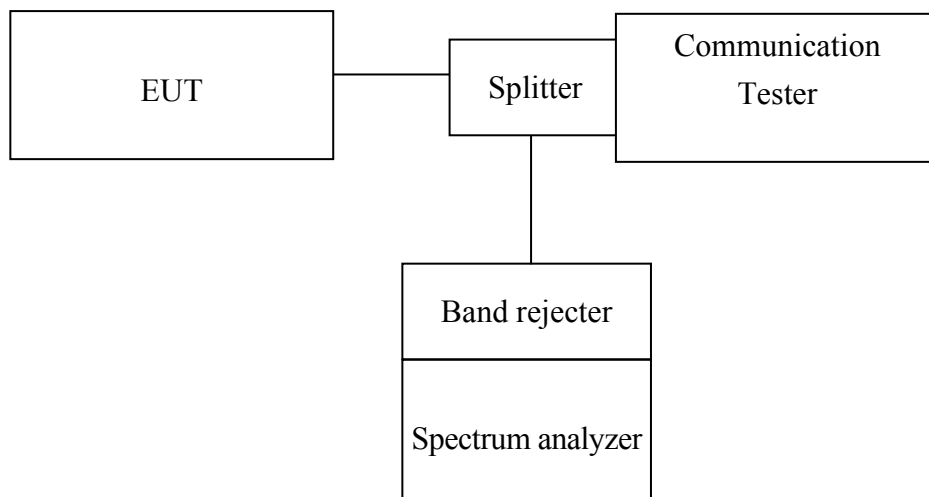 EUT
Splitter
Communication
Tester
Band rejecter
Spectrum analyzer